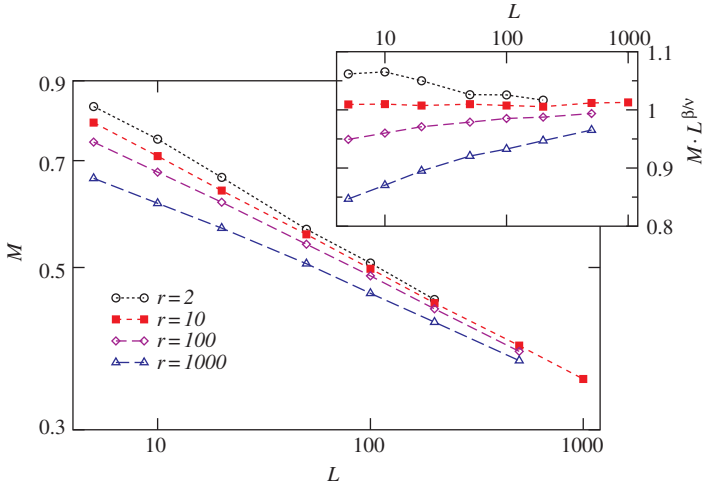 L
10 100 1000
1.1
1
0.9
0.8
M · L^β/ν
0.9
0.7
0.5
0.3
M
r = 2
r = 10
r = 100
r = 1000
10 100 1000
L